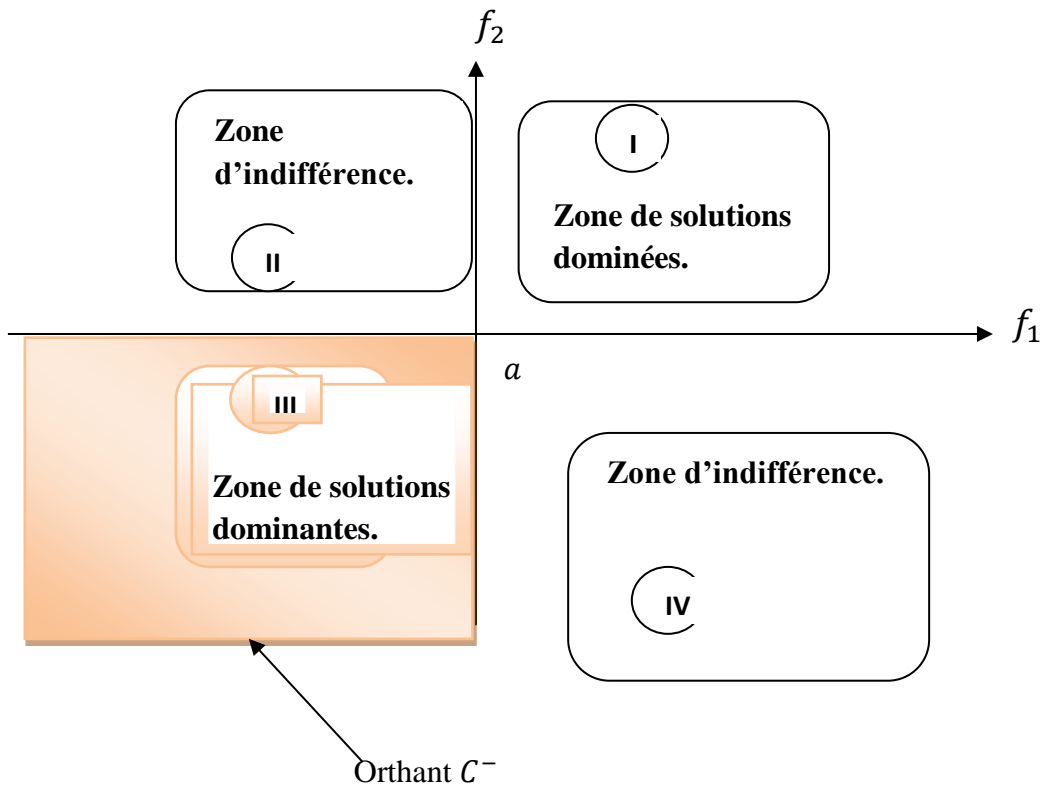 f₂
Zone
d'indifférence.
II
I
Zone de solutions
dominées.
f₁
a
III
Zone de solutions
dominantes.
Zone d'indifférence.
IV
Orthant C⁻